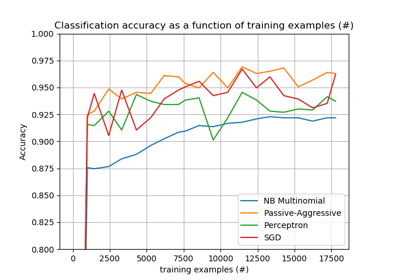 Classification accuracy as a function of training examples (#)
1.000
0.975
0.950
0.925
0.900
0.875
0.850
0.825
0.800
Accuracy
NB Multinomial
Passive-Aggressive
Perceptron
SGD
0 2500 5000 7500 10000 12500 15000 17500
training examples (#)